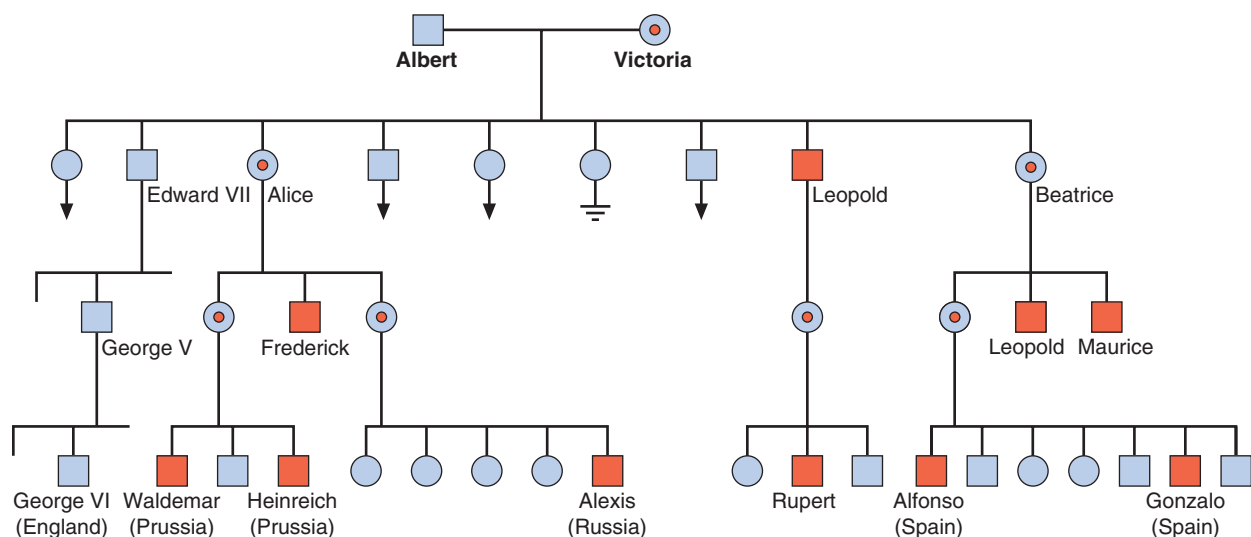 Albert
Victoria
Edward VII
Alice
Leopold
Beatrice
George V
Frederick
Leopold
Maurice
George VI
(England)
Waldemar
(Prussia)
Heinreich
(Prussia)
Alexis
(Russia)
Rupert
Alfonso
(Spain)
Gonzalo
(Spain)